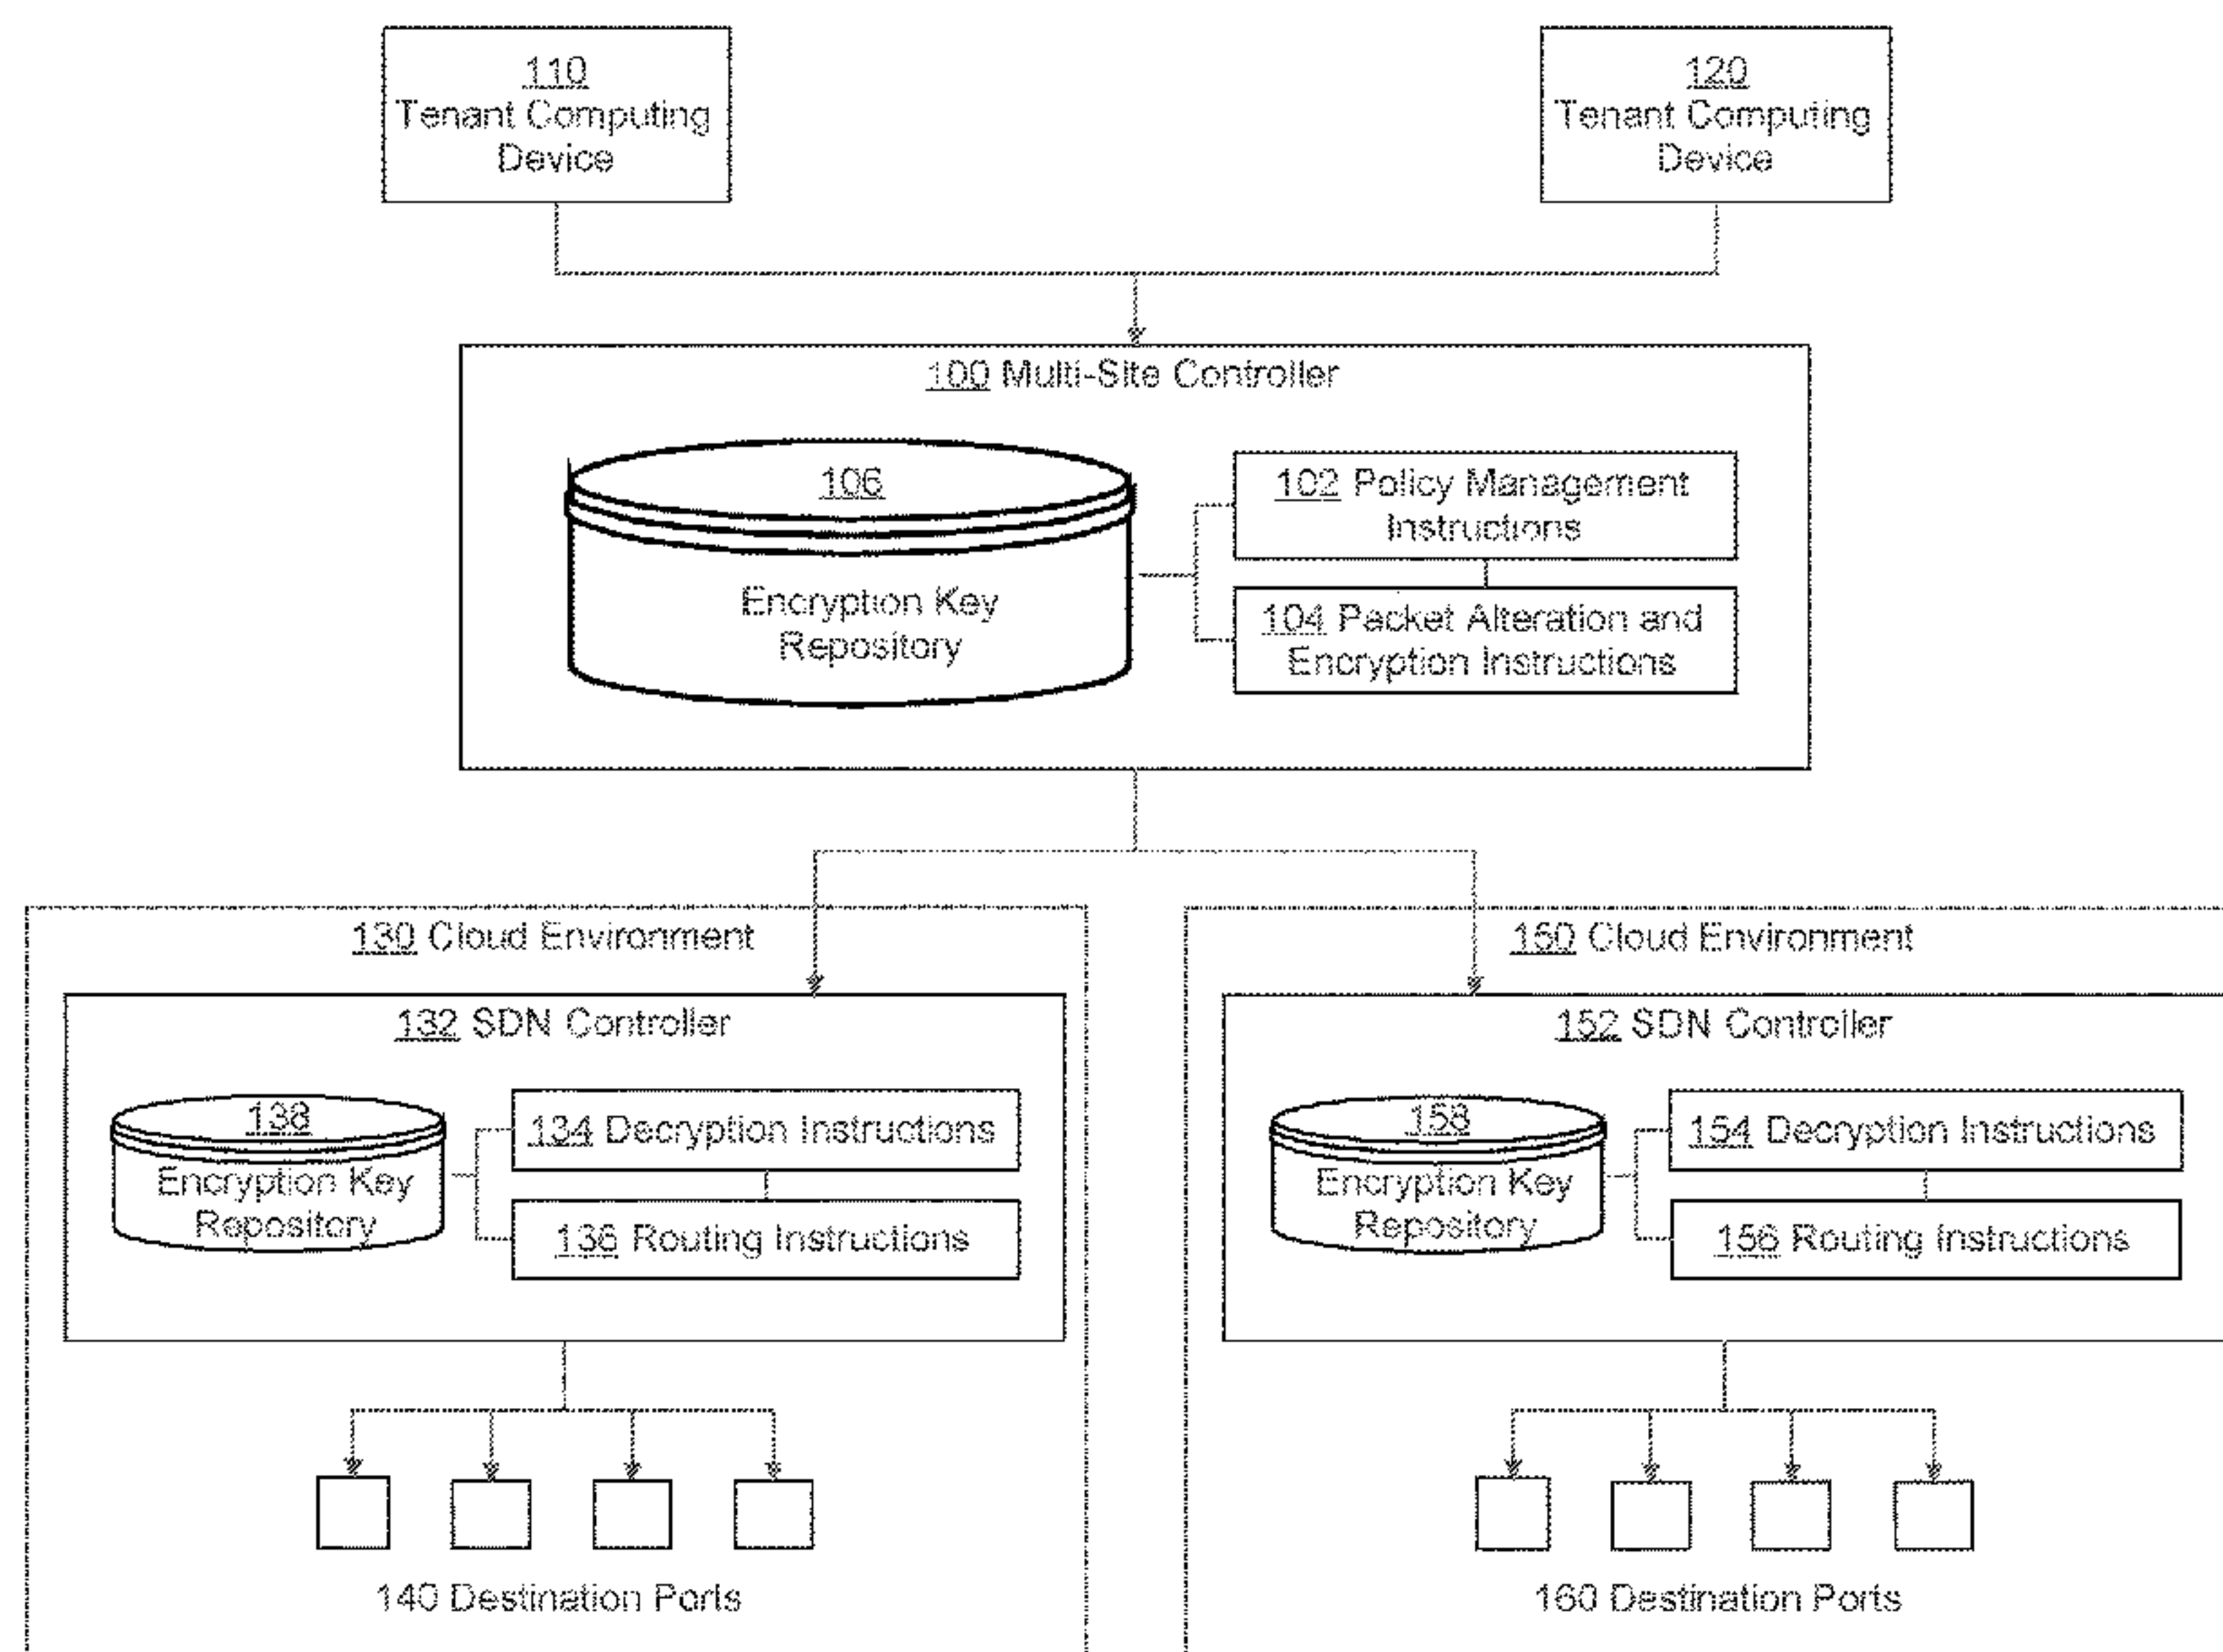 110
Tenant Computing
Device
120
Tenant Computing
Device
100 Multi-Site Controller
106
Encryption Key
Repository
102 Policy Management
Instructions
104 Packet Alteration and
Encryption Instructions
130 Cloud Environment
132 SDN Controller
138
Encryption Key
Repository
134 Decryption Instructions
136 Routing Instructions
140 Destination Ports
150 Cloud Environment
152 SDN Controller
158
Encryption Key
Repository
154 Decryption Instructions
156 Routing Instructions
160 Destination Ports